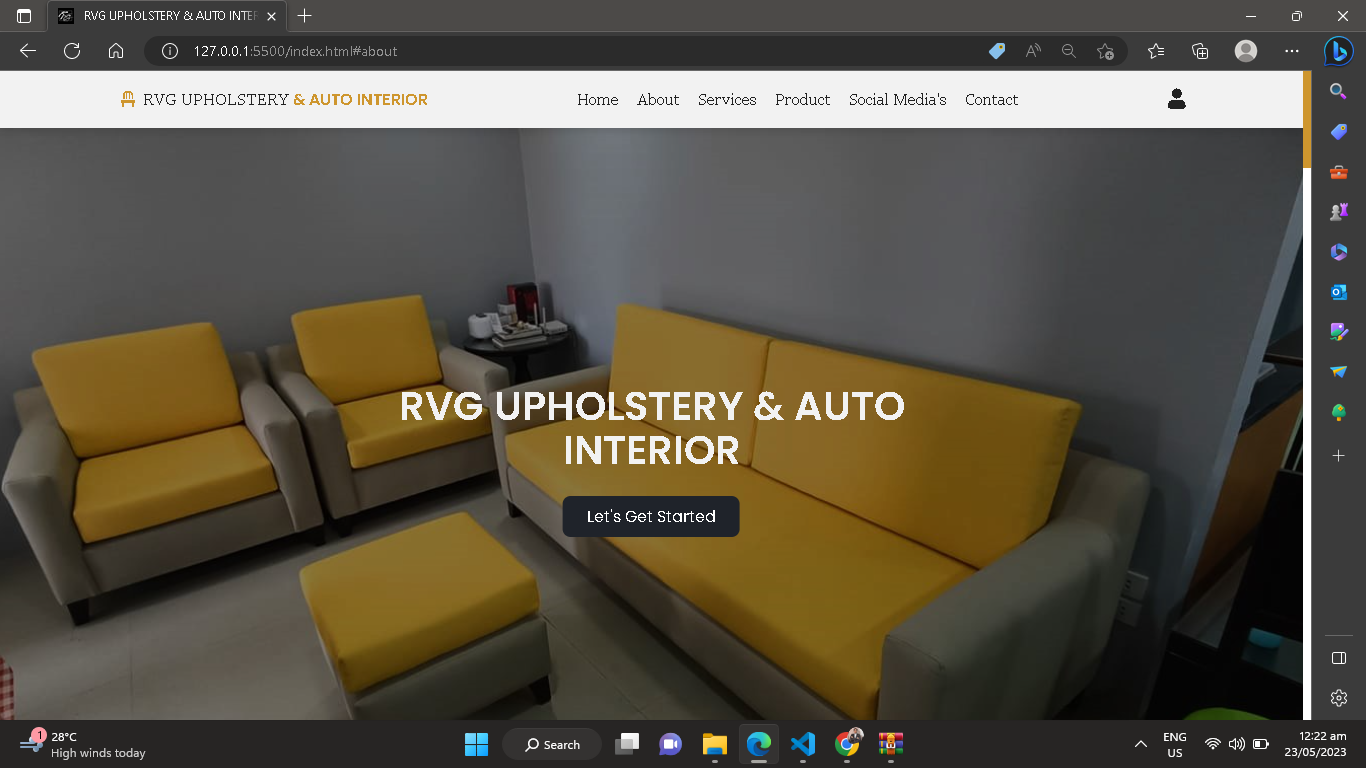 RVG UPHOLSTERY & AUTO INTER
127.0.0.1:5500/index.html#about
RVG UPHOLSTERY & AUTO INTERIOR
Home About Services Product Social Media's Contact
RVG UPHOLSTERY & AUTO
INTERIOR
Let's Get Started
1
28°C
High winds today
Search
ENG
US
12:22 am
23/05/2023